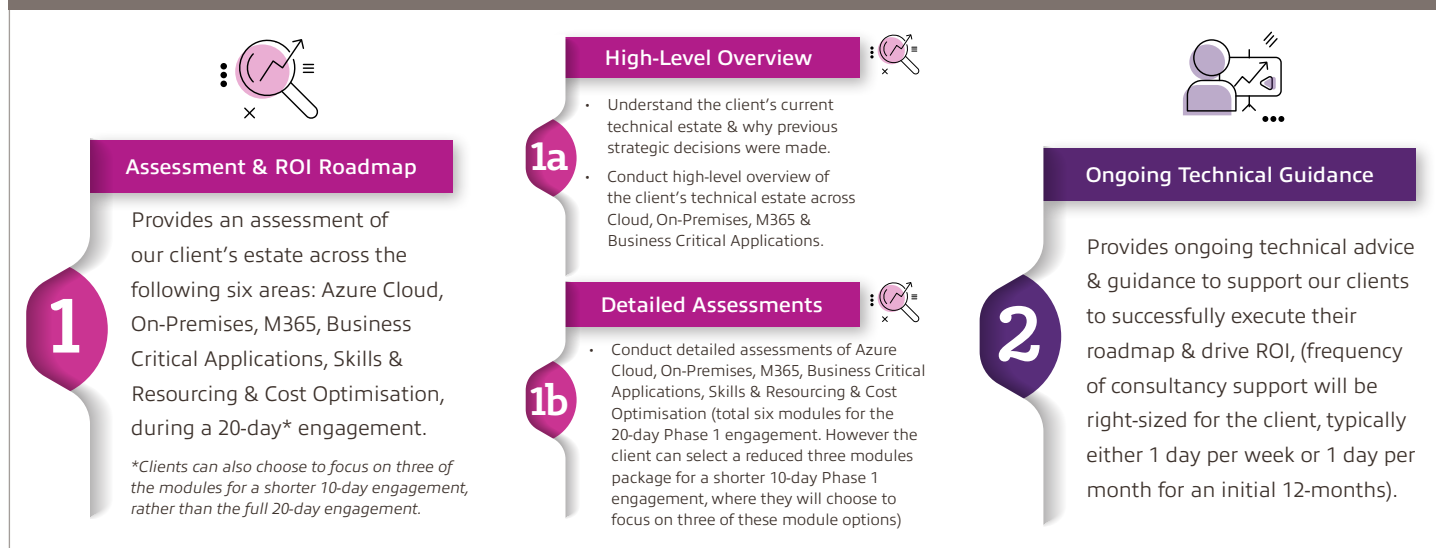 Assessment & ROI Roadmap
1
Provides an assessment of
our client's estate across the
following six areas: Azure Cloud,
On-Premises, M365, Business
Critical Applications, Skills &
Resourcing & Cost Optimisation,
during a 20-day* engagement.
*Clients can also choose to focus on three of
the modules for a shorter 10-day engagement,
rather than the full 20-day engagement.
High-Level Overview
1a
• Understand the client's current
technical estate & why previous
strategic decisions were made.
• Conduct high-level overview of
the client's technical estate across
Cloud, On-Premises, M365 &
Business Critical Applications.
Detailed Assessments
1b
• Conduct detailed assessments of Azure
Cloud, On-Premises, M365, Business Critical
Applications, Skills & Resourcing & Cost
Optimisation (total six modules for the
20-day Phase 1 engagement. However the
client can select a reduced three modules
package for a shorter 10-day Phase 1
engagement, where they will choose to
focus on three of these module options)
Ongoing Technical Guidance
2
Provides ongoing technical advice
& guidance to support our clients
to successfully execute their
roadmap & drive ROI, (frequency
of consultancy support will be
right-sized for the client, typically
either 1 day per week or 1 day per
month for an initial 12-months).